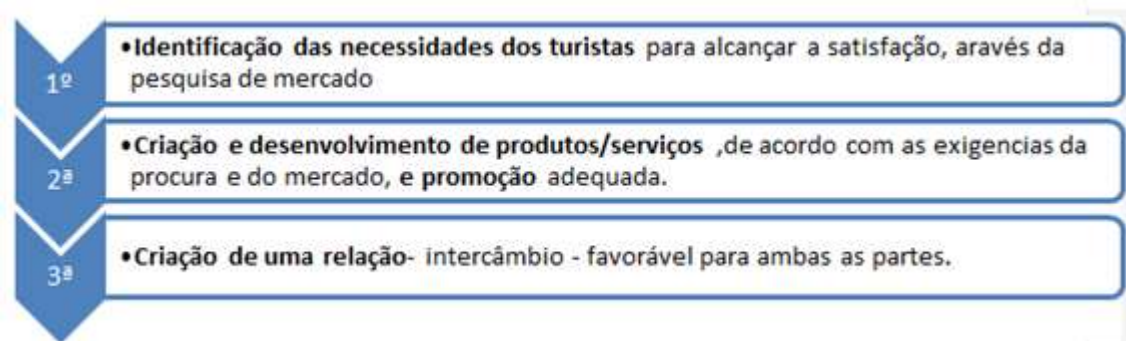 1º
•Identificação das necessidades dos turistas para alcançar a satisfação, aravés da
pesquisa de mercado
2ª
•Criação e desenvolvimento de produtos/serviços ,de acordo com as exigencias da
procura e do mercado, e promoção adequada.
3ª
•Criação de uma relação- intercâmbio - favorável para ambas as partes.